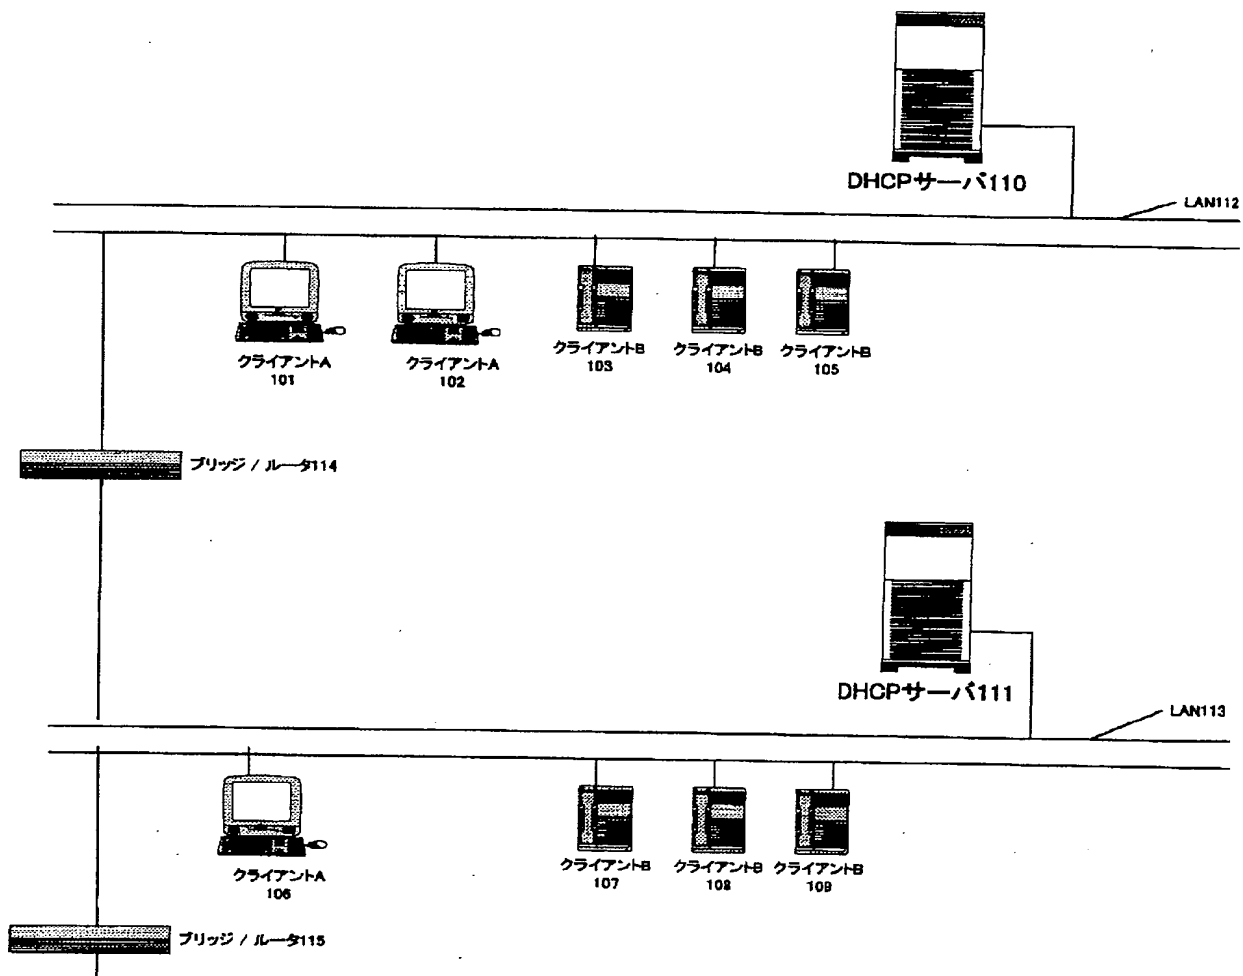 DHCPサーバ110
LAN112
クライアントA
101
クライアントA
102
クライアントB
103
クライアントB
104
クライアントB
105
ブリッジ / ルータ114
DHCPサーバ111
LAN113
クライアントA
106
クライアントB
107
クライアントB
108
クライアントB
109
ブリッジ / ルータ115